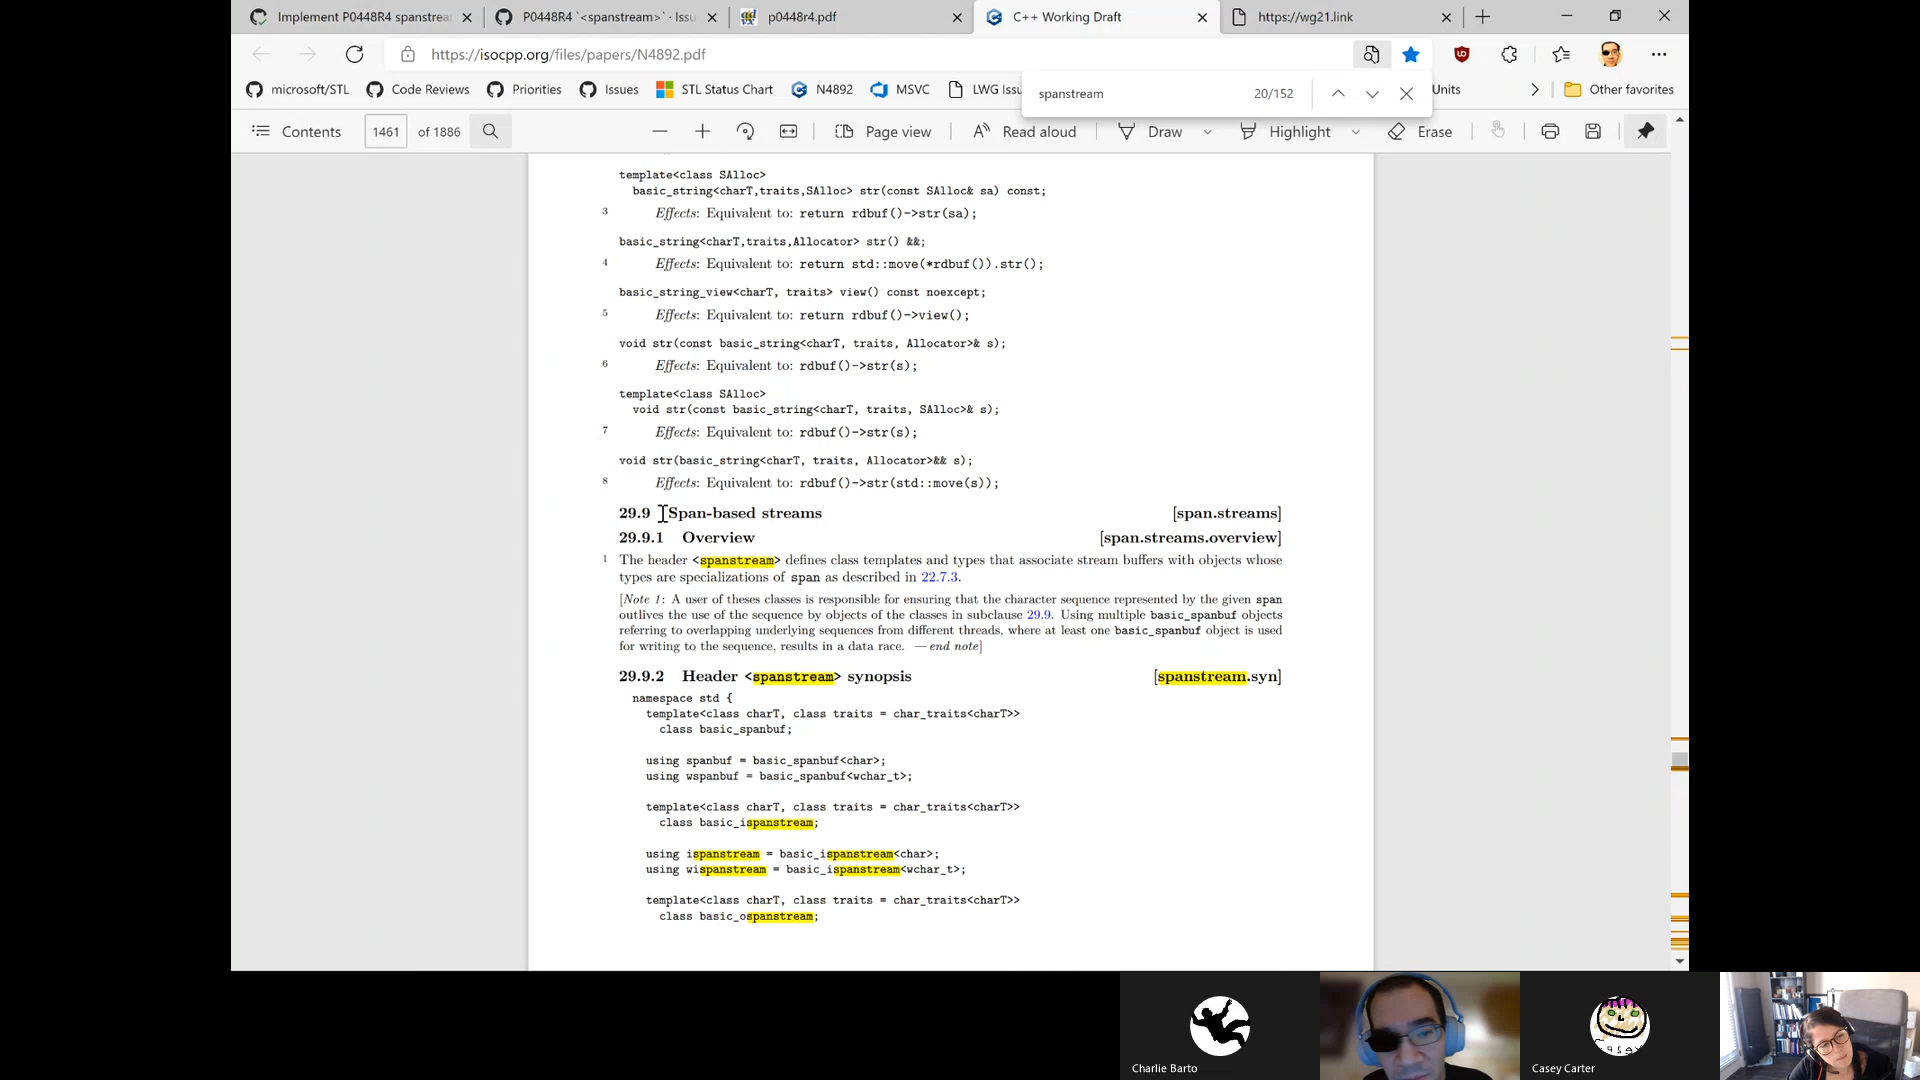 Implement P0448R4 spanstrea
P0448R4 `<spanstream>` · Issu
p0448r4.pdf
C++ Working Draft
https://wg21.link
https://isocpp.org/files/papers/N4892.pdf
microsoft/STL
Code Reviews
Priorities
Issues
STL Status Chart
N4892
MSVC
LWG Issu
Units
Other favorites
spanstream
20/152
Contents
1461
of 1886
Page view
Read aloud
Draw
Highlight
Erase
template<class SAlloc>
basic_string<charT,traits,SAlloc> str(const SAlloc& sa) const;
3 Effects: Equivalent to: return rdbuf()->str(sa);
basic_string<charT,traits,Allocator> str() &&;
4 Effects: Equivalent to: return std::move(*rdbuf()).str();
basic_string_view<charT, traits> view() const noexcept;
5 Effects: Equivalent to: return rdbuf()->view();
void str(const basic_string<charT, traits, Allocator>& s);
6 Effects: Equivalent to: rdbuf()->str(s);
template<class SAlloc>
void str(const basic_string<charT, traits, SAlloc>& s);
7 Effects: Equivalent to: rdbuf()->str(s);
void str(basic_string<charT, traits, Allocator>&& s);
8 Effects: Equivalent to: rdbuf()->str(std::move(s));
29.9 Span-based streams [span.streams]
29.9.1 Overview [span.streams.overview]
1 The header <spanstream> defines class templates and types that associate stream buffers with objects whose
types are specializations of span as described in 22.7.3.
[Note 1: A user of theses classes is responsible for ensuring that the character sequence represented by the given span
outlives the use of the sequence by objects of the classes in subclause 29.9. Using multiple basic_spanbuf objects
referring to overlapping underlying sequences from different threads, where at least one basic_spanbuf object is used
for writing to the sequence, results in a data race. — end note]
29.9.2 Header <spanstream> synopsis [spanstream.syn]
namespace std {
template<class charT, class traits = char_traits<charT>>
class basic_spanbuf;
using spanbuf = basic_spanbuf<char>;
using wspanbuf = basic_spanbuf<wchar_t>;
template<class charT, class traits = char_traits<charT>>
class basic_ispanstream;
using ispanstream = basic_ispanstream<char>;
using wispanstream = basic_ispanstream<wchar_t>;
template<class charT, class traits = char_traits<charT>>
class basic_ospanstream;
Charlie Barto
Casey Carter